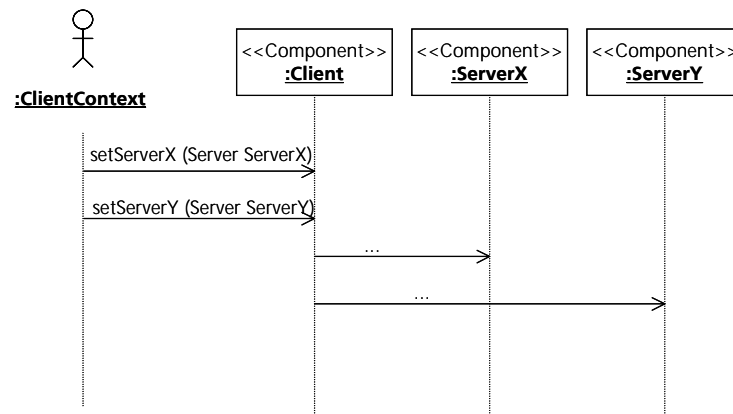 <<Component>>
:Client
<<Component>>
:ServerX
<<Component>>
:ServerY
:ClientContext
setServerX (Server ServerX)
setServerY (Server ServerY)
...
...